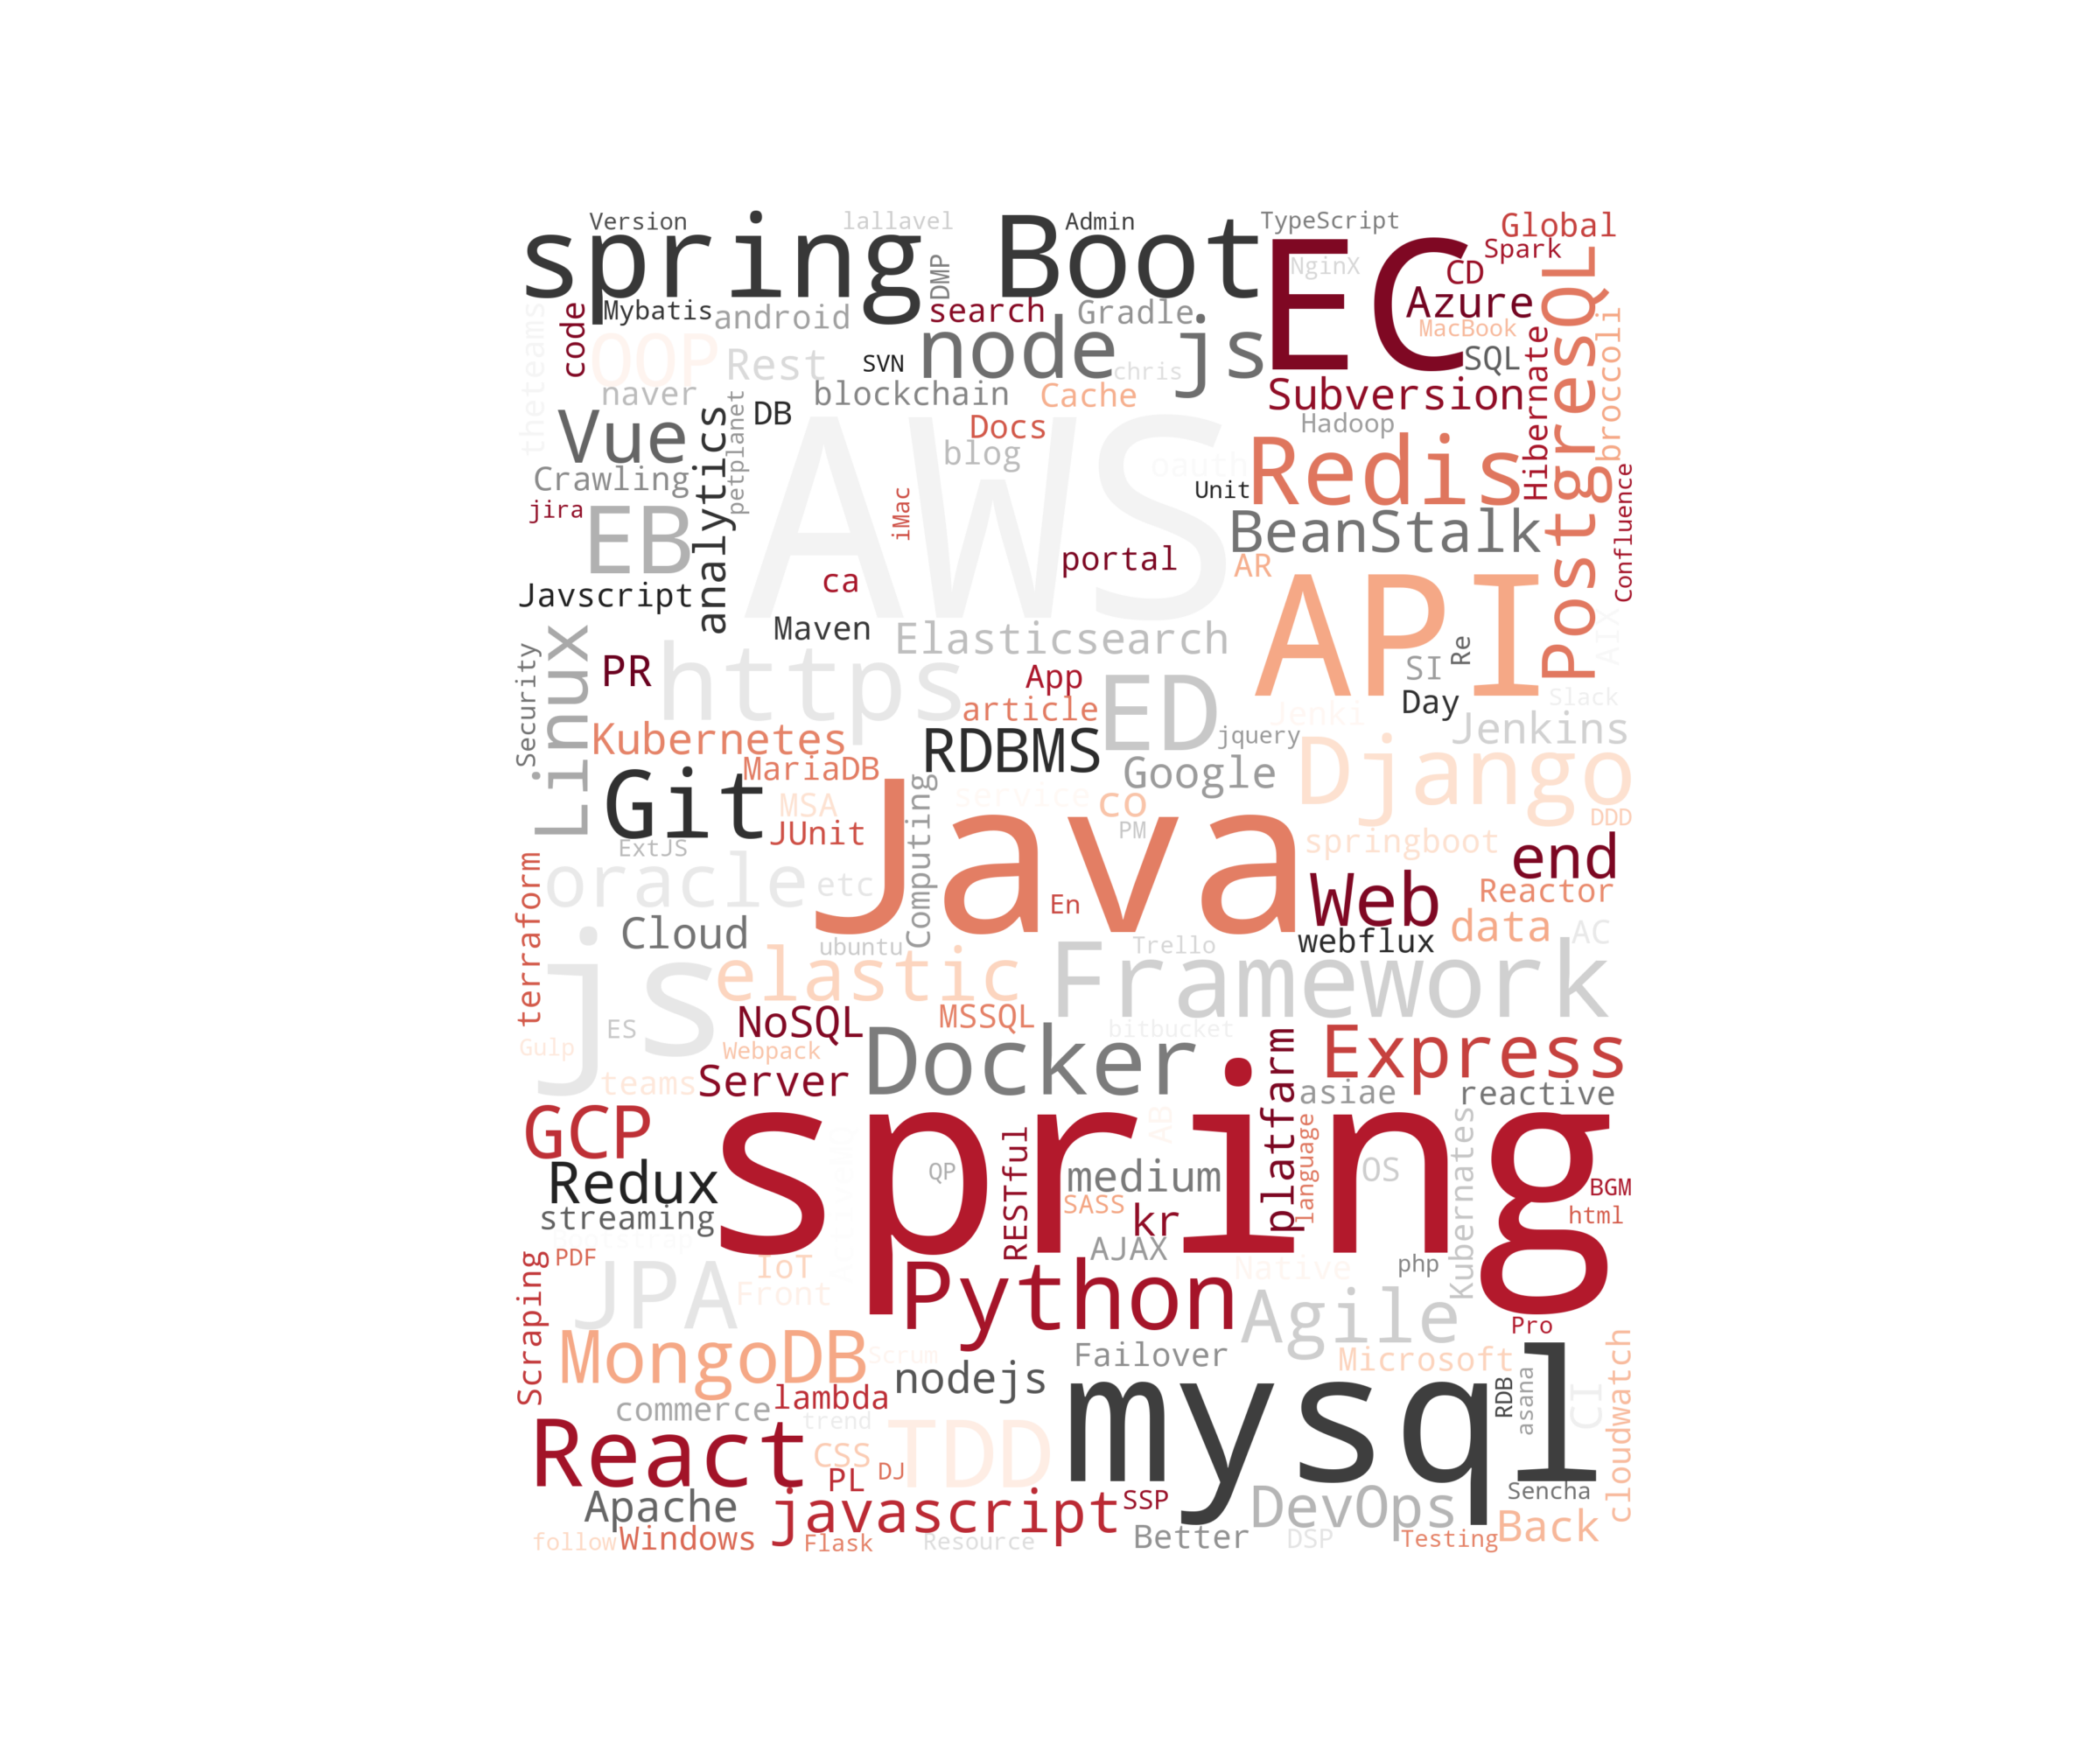 Version
lallavel
Admin
TypeScript
Global
spring Boot
EC
Spark
NginX
CD
DMP
Azure
PostgresQL
Mybatis
android
search
Gradle
MacBook
broccoli
theteams
code
OOP
Rest
SVN
node js
chris
SQL
Hibernate
naver
blockchain
Cache
Subversion
petplanet
DB
Docs
Hadoop
Vue
analytics
AWS
blog
oauth
Redis
Crawling
Unit
Confluence
jira
iMac
EB
BeanStalk
portal
AR
ca
Javscript
API
Maven
Elasticsearch
AIX
Linux
Security
PR
https
App
ED
SI
Re
Slack
article
Day
Jenki
Jenkins
Kubernetes
RDBMS
jquery
MariaDB
Google
Django
Git
MSA
service
co
DDD
JUnit
Java
PM
springboot
Computing
ExtJS
end
terraform
oracle
etc
En
Web
Reactor
Cloud
ubuntu
Trello
webflux
data
AC
js
elastic
Framework
ES
NoSQL
MSSQL
bitbucket
Gulp
Webpack
Docker
Express
teams
Server
platfarm
asiae
reactive
GCP
spring
AB
language
Kubernates
Redux
QP
RESTful
medium
OS
BGM
streaming
SASS
kr
html
Bootstrap
AJAX
Scraping
PDF
IoT
Native
php
JPA
Front
Python
Agile
Pro
MongoDB
Scrum
Failover
Microsoft
cloudwatch
nodejs
mysql
RDB
asana
CI
commerce
lambda
trend
React
CSS
TDD
PL
DJ
Apache
javascript
SSP
DevOps
Sencha
Back
follow
Windows
Flask
Resource
Better
DSP
Testing